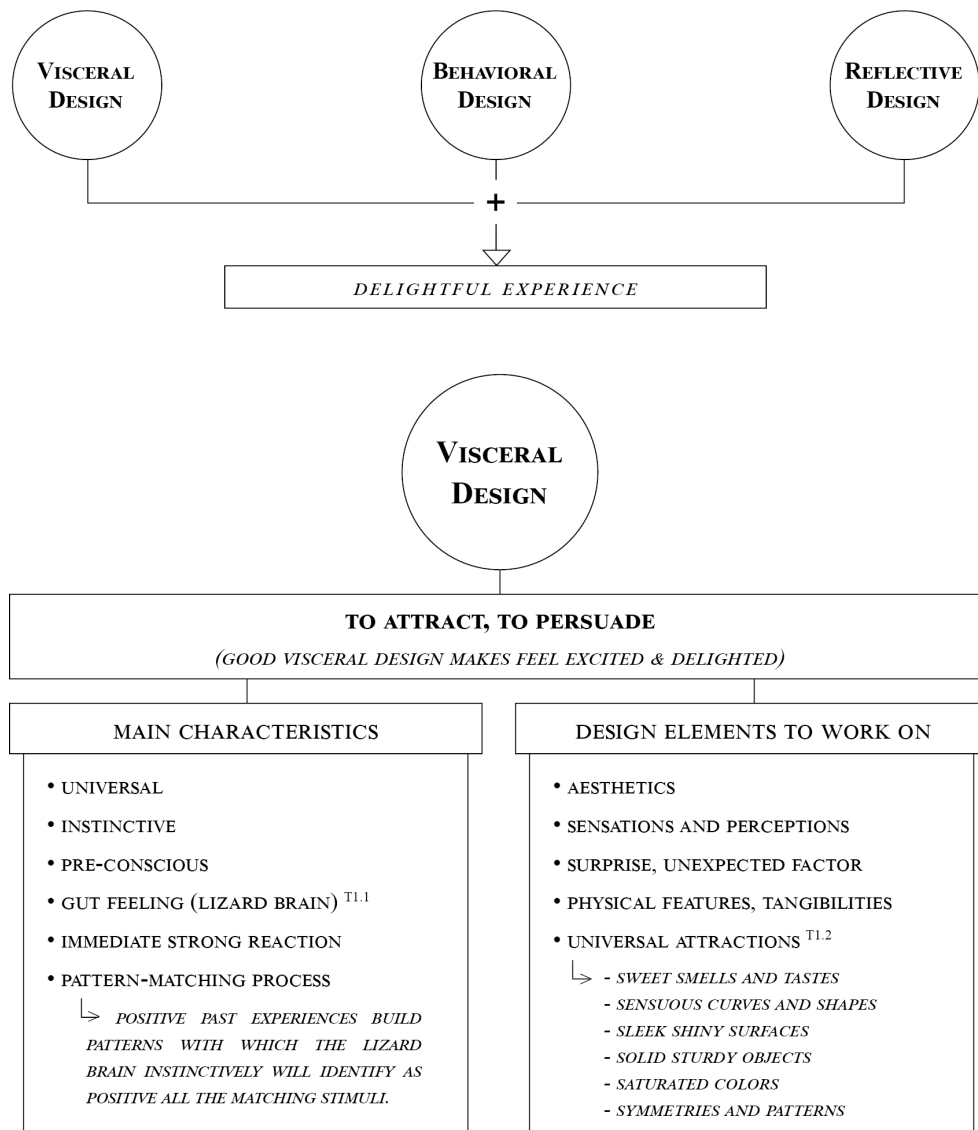 VISCERAL
DESIGN
BEHAVIORAL
DESIGN
REFLECTIVE
DESIGN
+
DELIGHTFUL EXPERIENCE
VISCERAL
DESIGN
TO ATTRACT, TO PERSUADE
(GOOD VISCERAL DESIGN MAKES FEEL EXCITED & DELIGHTED)
MAIN CHARACTERISTICS
• UNIVERSAL
• INSTINCTIVE
• PRE-CONSCIOUS
• GUT FEELING (LIZARD BRAIN) T1.1
• IMMEDIATE STRONG REACTION
• PATTERN-MATCHING PROCESS
POSITIVE PAST EXPERIENCES BUILD
PATTERNS WITH WHICH THE LIZARD
BRAIN INSTINCTIVELY WILL IDENTIFY AS
POSITIVE ALL THE MATCHING STIMULI.
DESIGN ELEMENTS TO WORK ON
• AESTHETICS
• SENSATIONS AND PERCEPTIONS
• SURPRISE, UNEXPECTED FACTOR
• PHYSICAL FEATURES, TANGIBILITIES
• UNIVERSAL ATTRACTIONS T1.2
- SWEET SMELLS AND TASTES
- SENSUOUS CURVES AND SHAPES
- SLEEK SHINY SURFACES
- SOLID STURDY OBJECTS
- SATURATED COLORS
- SYMMETRIES AND PATTERNS